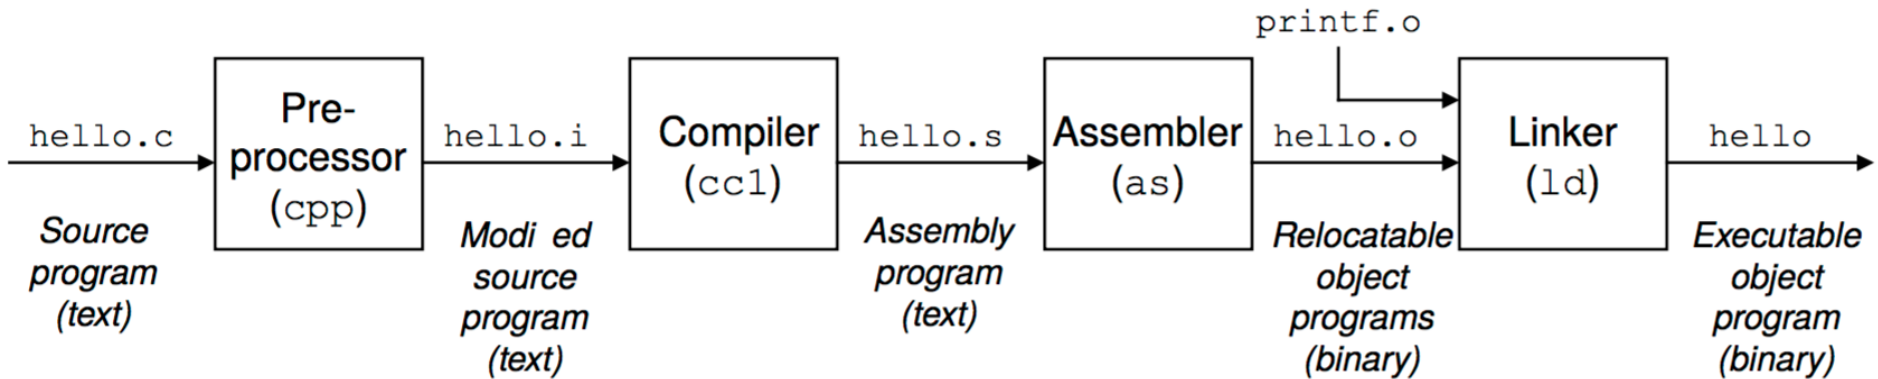 printf.o
hello.c
Pre-
processor
(cpp)
hello.i
Compiler
(cc1)
hello.s
Assembler
(as)
hello.o
Linker
(ld)
hello
Source
program
(text)
Modi ed
source
program
(text)
Assembly
program
(text)
Relocatable
object
programs
(binary)
Executable
object
program
(binary)